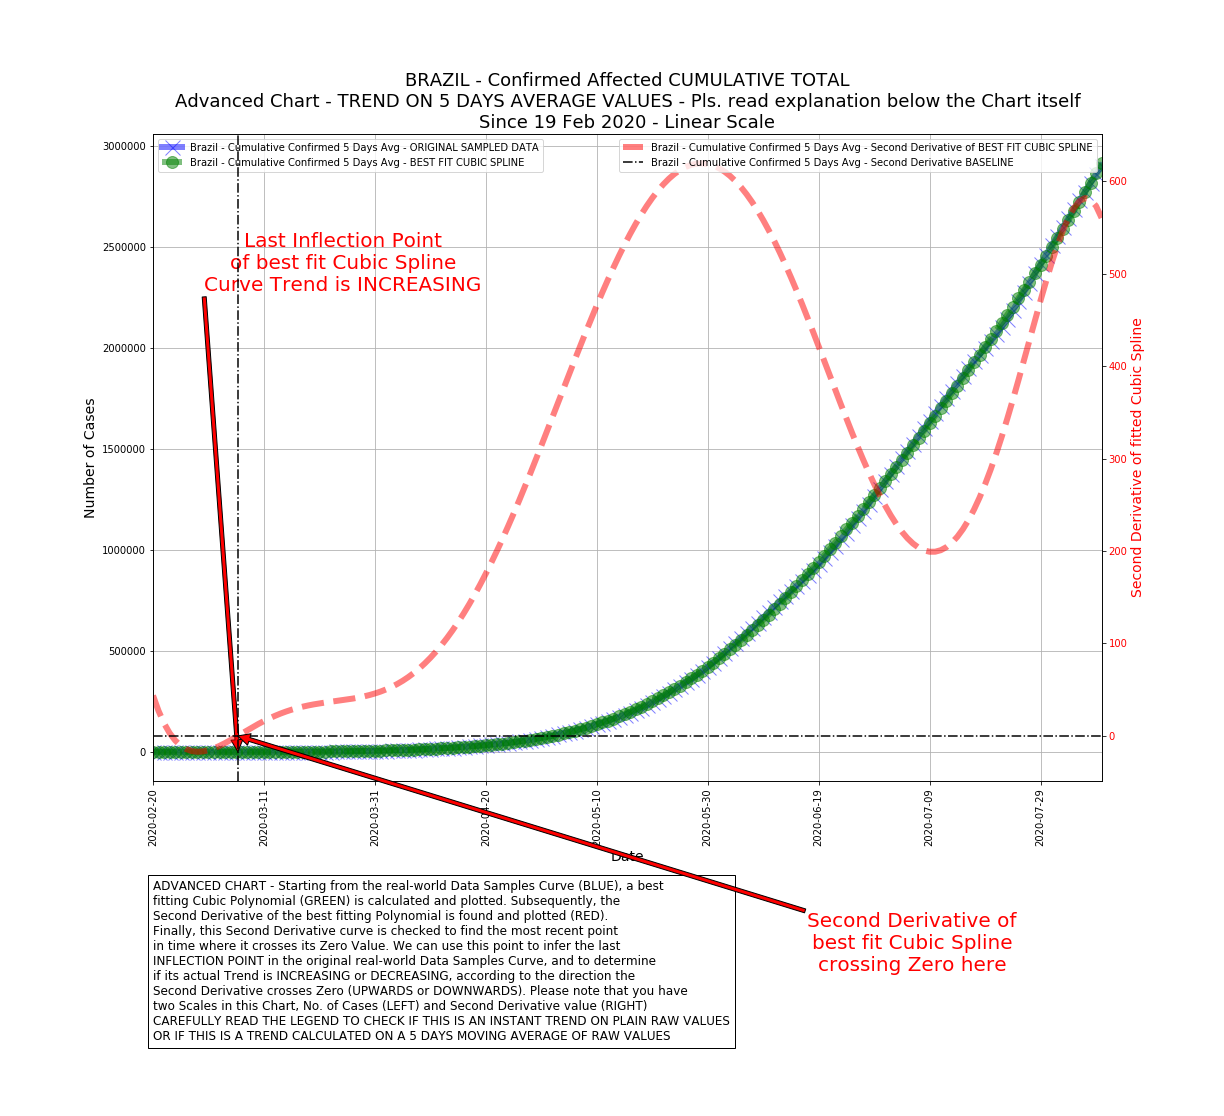 BRAZIL - Confirmed Affected CUMULATIVE TOTAL
Advanced Chart - TREND ON 5 DAYS AVERAGE VALUES - Pls. read explanation below the Chart itself
Since 19 Feb 2020 - Linear Scale
Brazil - Cumulative Confirmed 5 Days Avg - ORIGINAL SAMPLED DATA
Brazil - Cumulative Confirmed 5 Days Avg - BEST FIT CUBIC SPLINE
Brazil - Cumulative Confirmed 5 Days Avg - Second Derivative of BEST FIT CUBIC SPLINE
Brazil - Cumulative Confirmed 5 Days Avg - Second Derivative BASELINE
Last Inflection Point
of best fit Cubic Spline
Curve Trend is INCREASING
Number of Cases
3000000
2500000
2000000
1500000
1000000
500000
0
600
500
400
300
200
100
0
Second Derivative of fitted Cubic Spline
2020-02-20
2020-03-11
2020-03-31
2020-04-20
2020-05-10
2020-05-30
2020-06-19
2020-07-09
2020-07-29
Date
ADVANCED CHART - Starting from the real-world Data Samples Curve (BLUE), a best
fitting Cubic Polynomial (GREEN) is calculated and plotted. Subsequently, the
Second Derivative of the best fitting Polynomial is found and plotted (RED).
Finally, this Second Derivative curve is checked to find the most recent point
in time where it crosses its Zero Value. We can use this point to infer the last
INFLECTION POINT in the original real-world Data Samples Curve, and to determine
if its actual Trend is INCREASING or DECREASING, according to the direction the
Second Derivative crosses Zero (UPWARDS or DOWNWARDS). Please note that you have
two Scales in this Chart, No. of Cases (LEFT) and Second Derivative value (RIGHT)
CAREFULLY READ THE LEGEND TO CHECK IF THIS IS AN INSTANT TREND ON PLAIN RAW VALUES
OR IF THIS IS A TREND CALCULATED ON A 5 DAYS MOVING AVERAGE OF RAW VALUES
Second Derivative of
best fit Cubic Spline
crossing Zero here